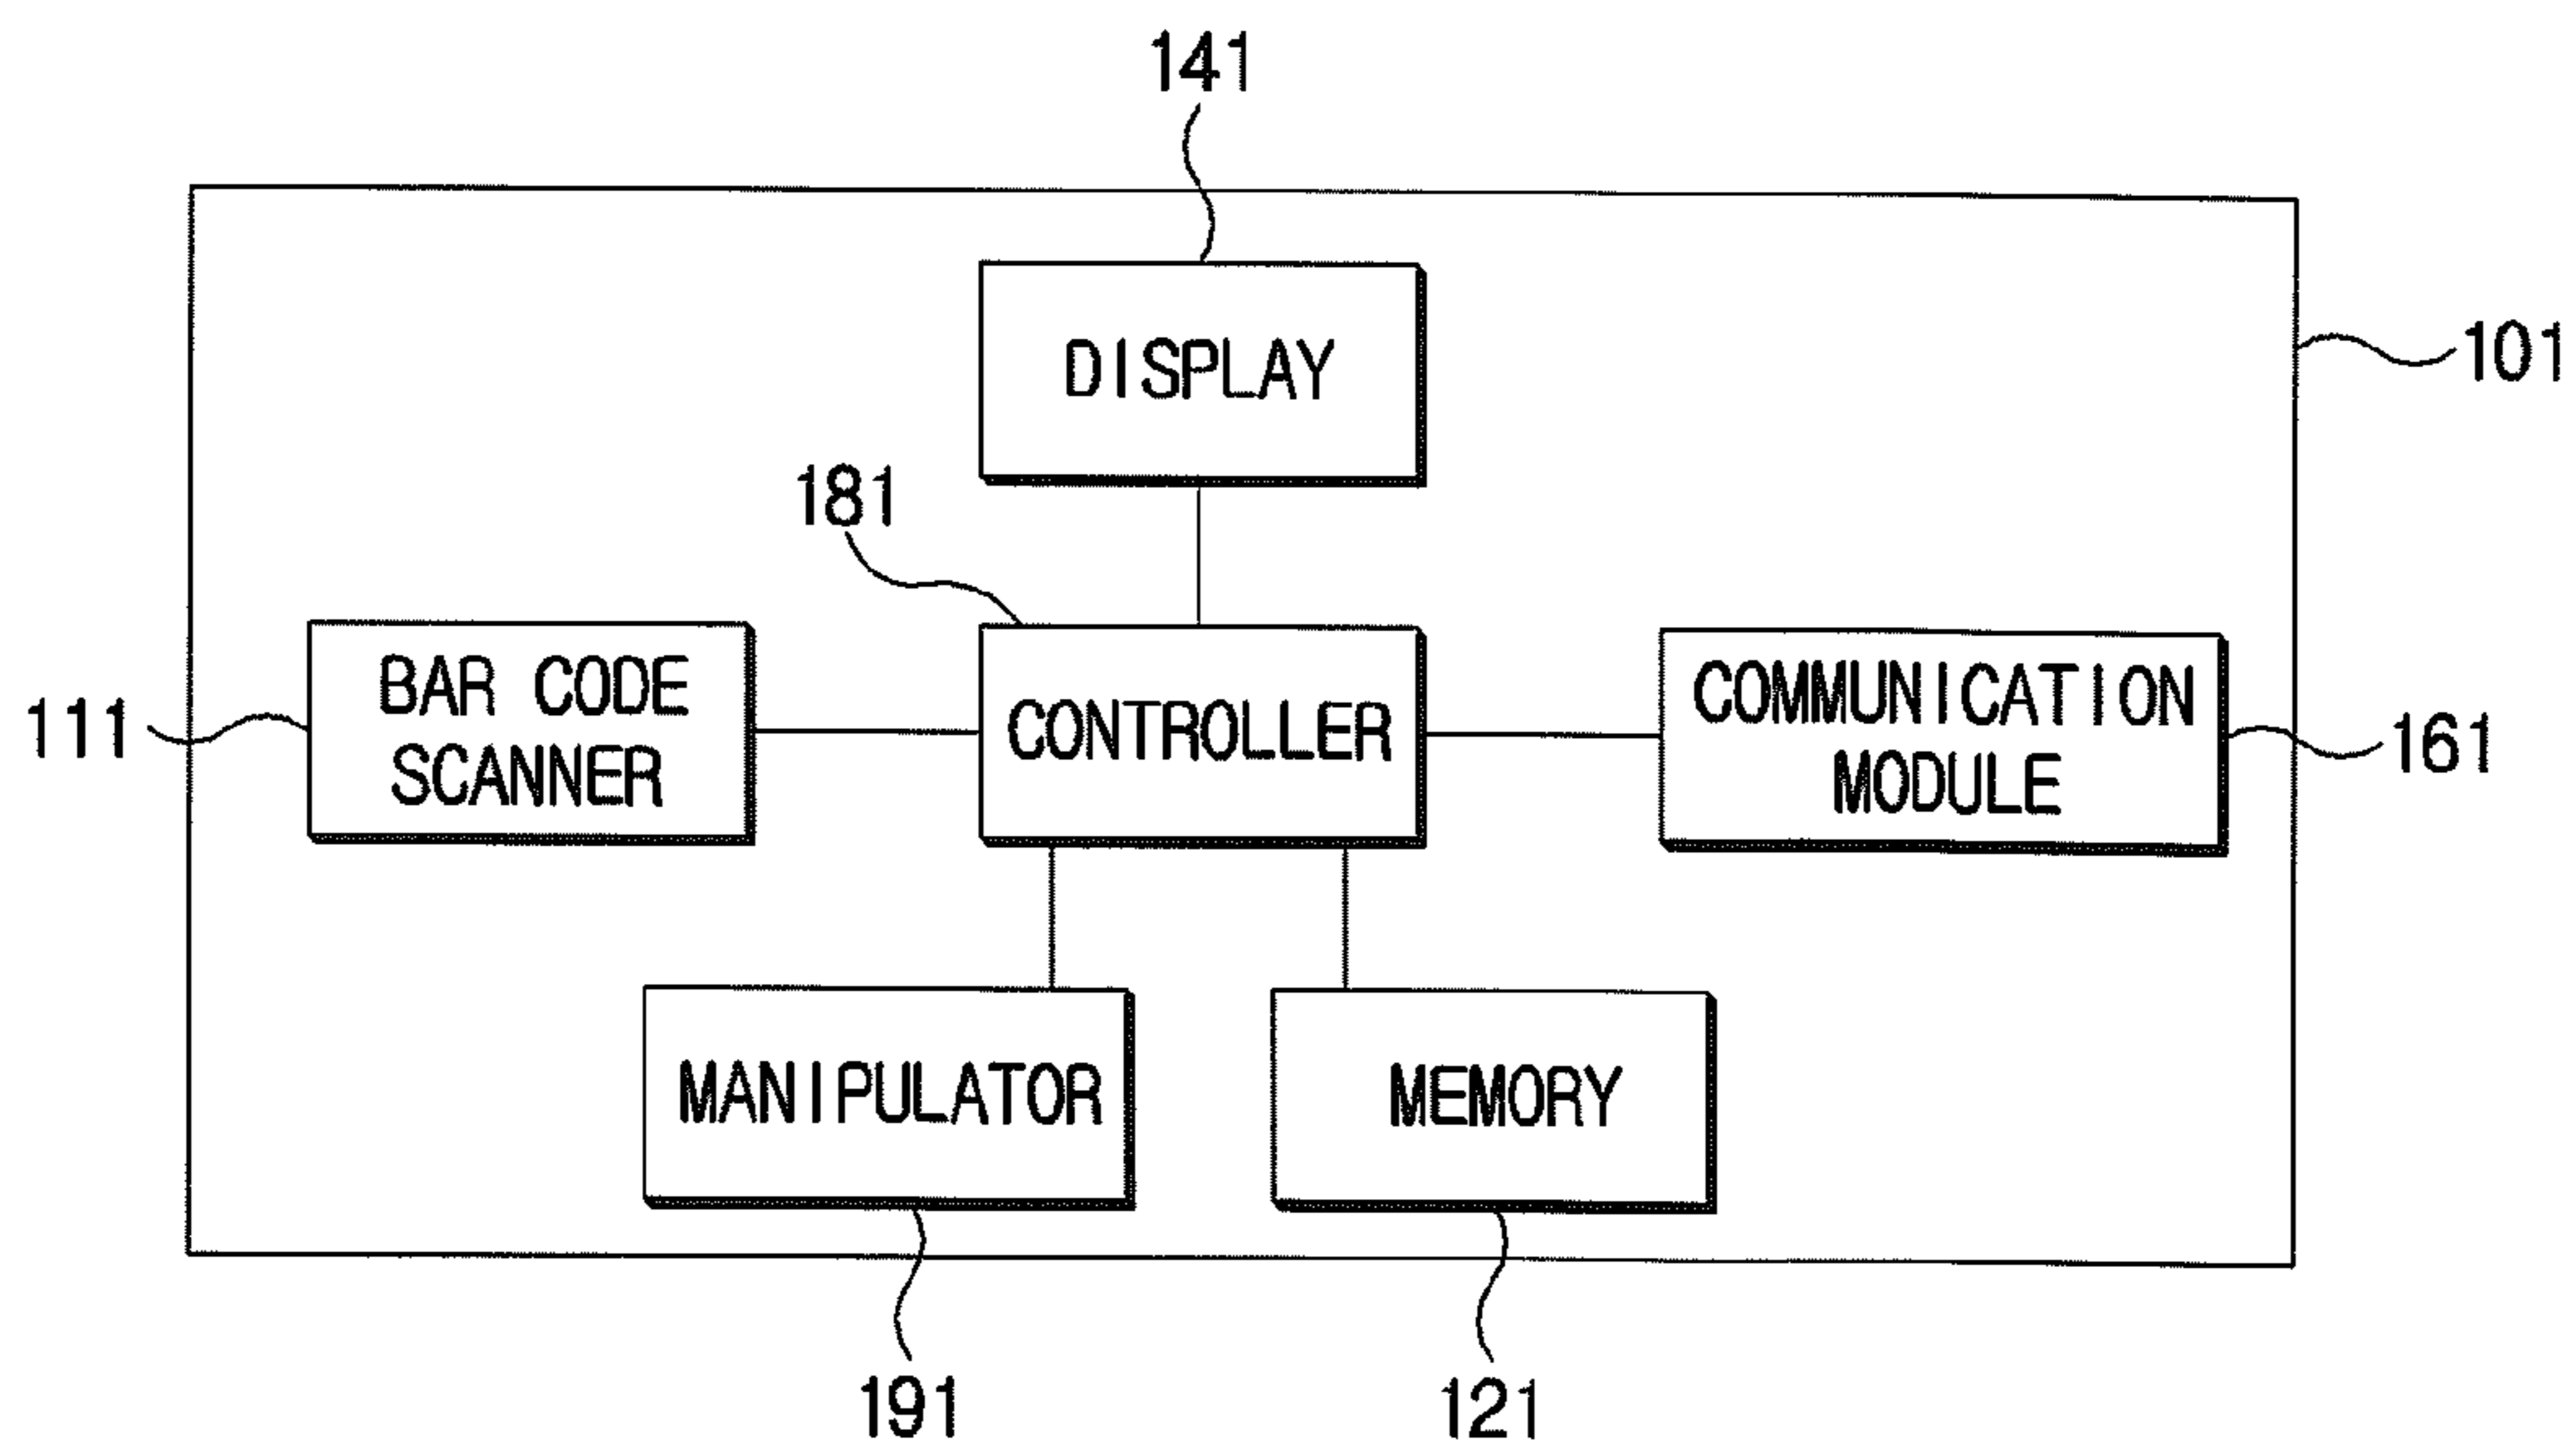 141
DISPLAY
101
181
BAR CODE
SCANNER
111
CONTROLLER
COMMUNICATION
MODULE
161
MANIPULATOR
MEMORY
191
121